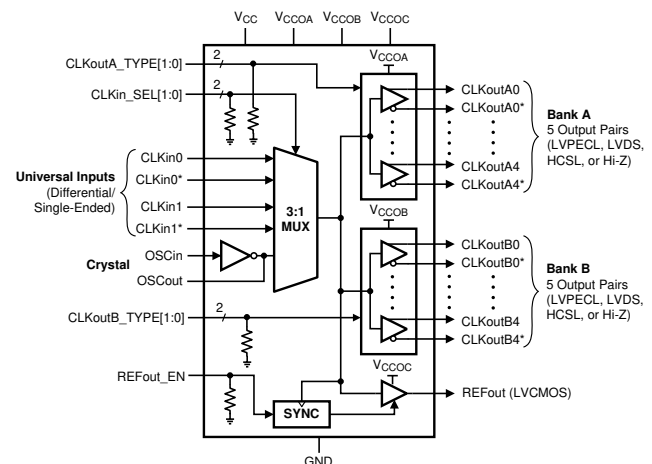 VCC VCCOA VCCOB VCCOC
CLKoutA_TYPE[1:0]
2
CLKin_SEL[1:0]
2
VCCOA
CLKoutA0
CLKoutA0*
CLKoutA4
CLKoutA4*
Bank A
5 Output Pairs
(LVPECL, LVDS,
HCSL, or Hi-Z)
Universal Inputs
(Differential/
Single-Ended)
CLKin0
CLKin0*
CLKin1
CLKin1*
3:1
MUX
Crystal
OSCin
OSCout
VCCOB
CLKoutB0
CLKoutB0*
CLKoutB4
CLKoutB4*
Bank B
5 Output Pairs
(LVPECL, LVDS,
HCSL, or Hi-Z)
CLKoutB_TYPE[1:0]
2
REFout_EN
SYNC
VCCOC
REFout (LVCMOS)
GND